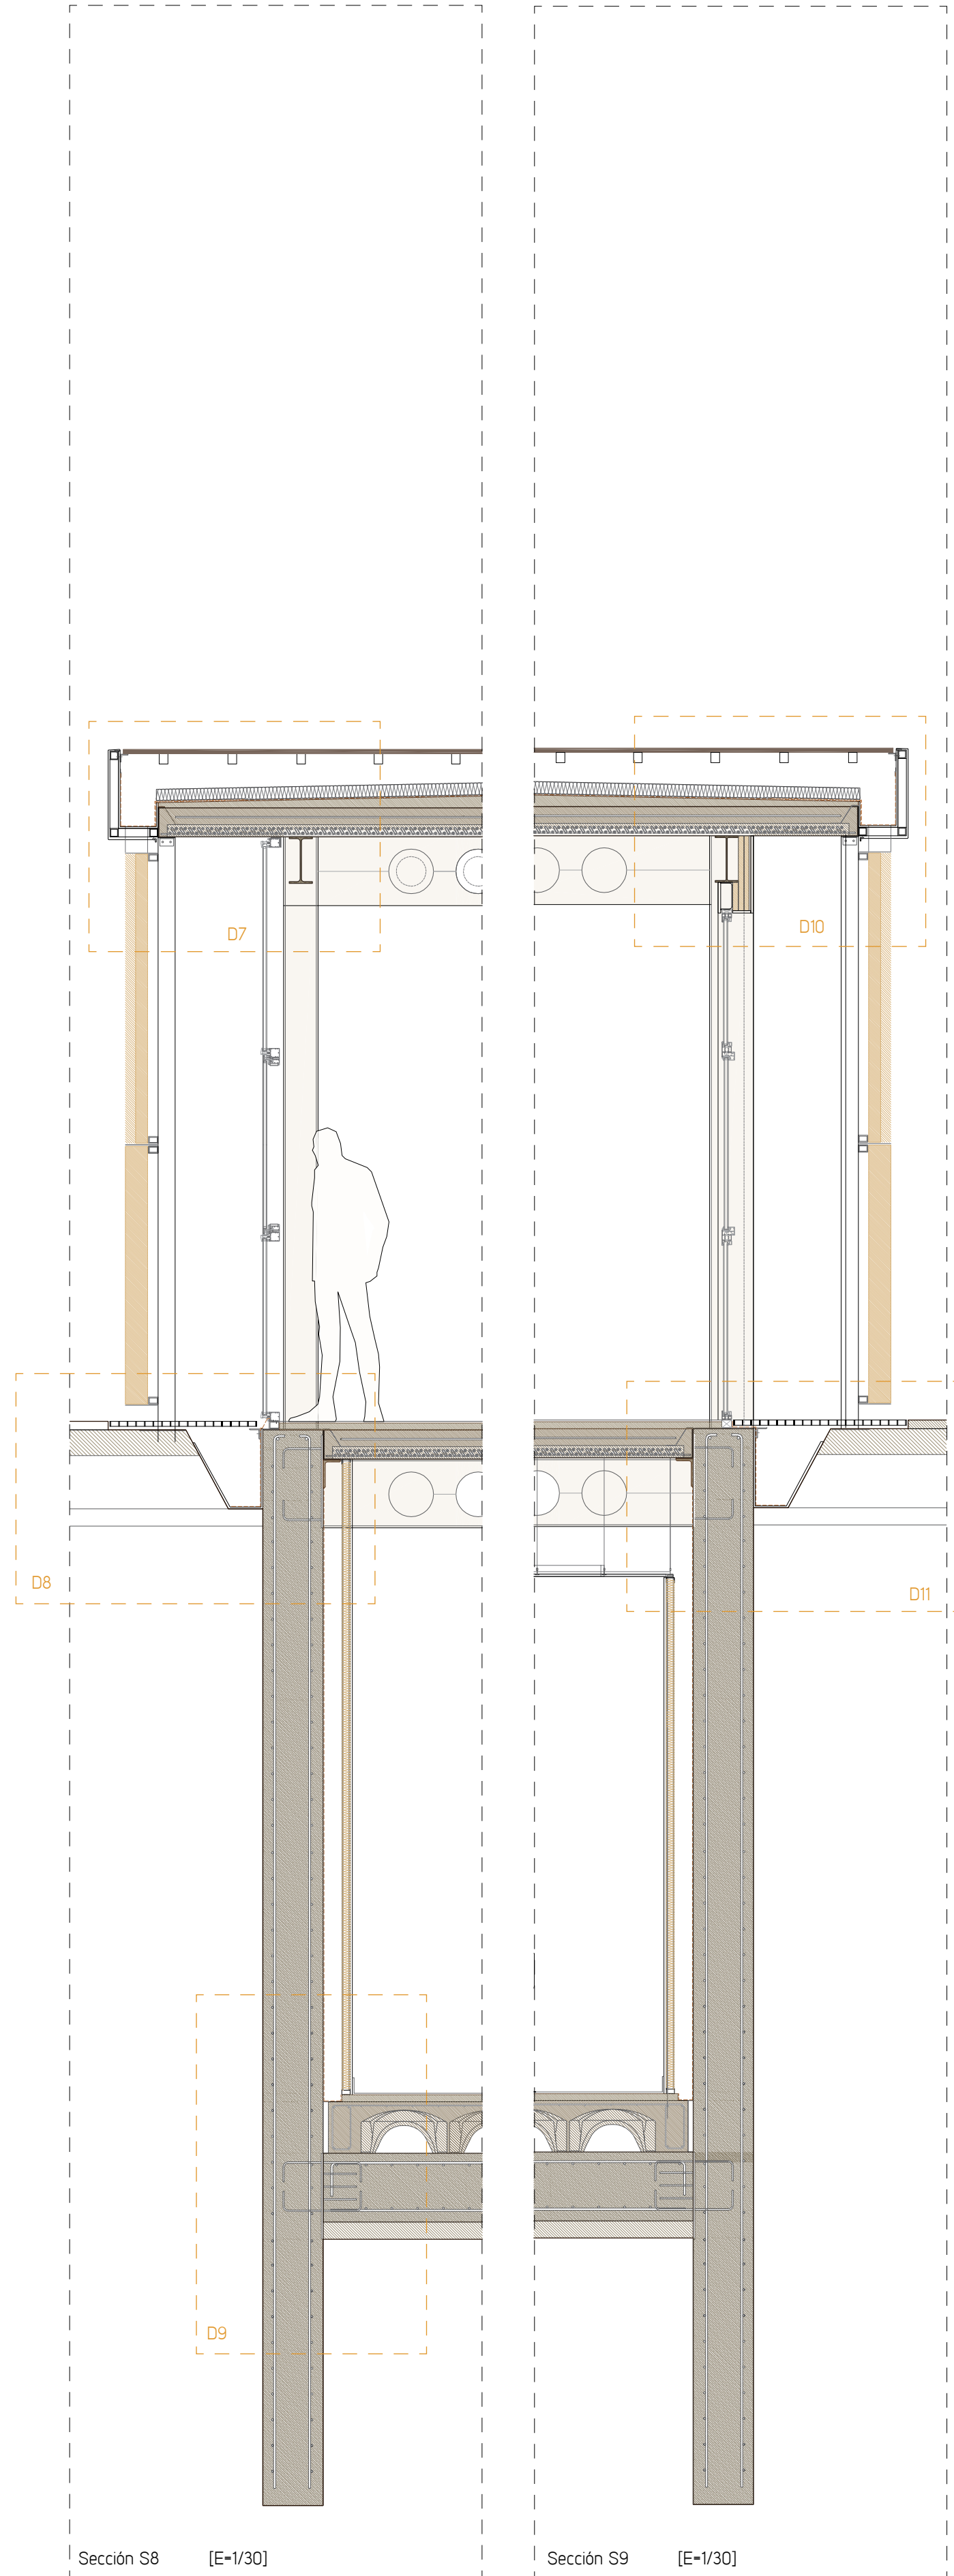 D7
D10
D8
D11
D9
Sección S8 [E=1/30]
Sección S9 [E=1/30]